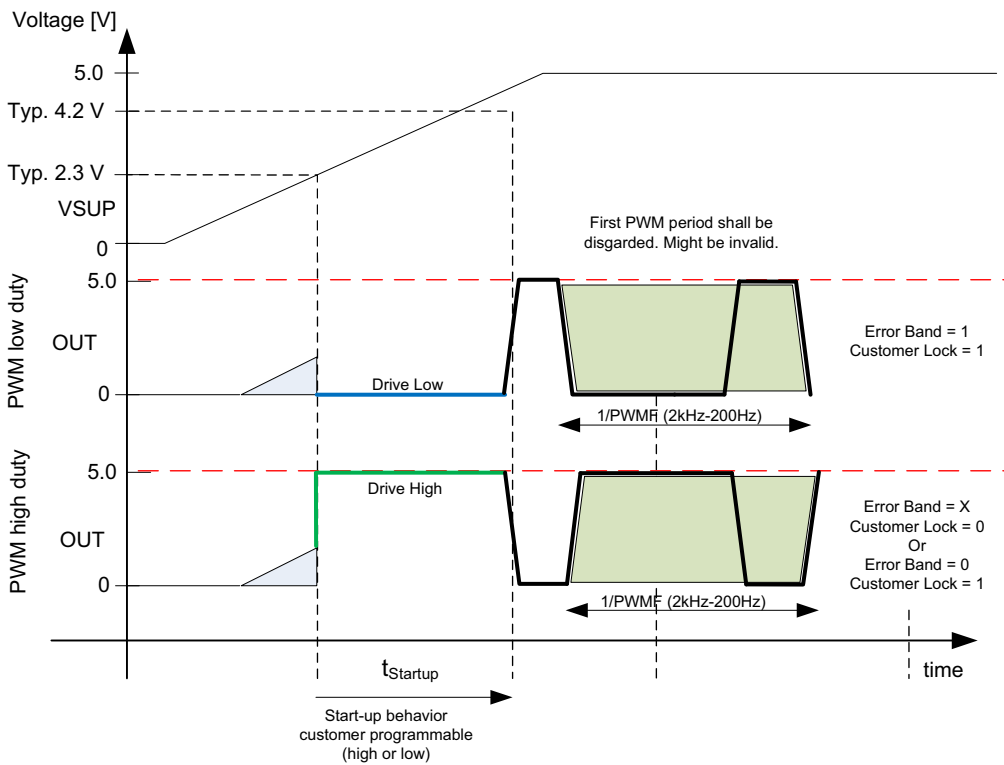 Voltage [V]
5.0
Typ. 4.2 V
Typ. 2.3 V
VSUP
0
First PWM period shall be
disgarded. Might be invalid.
PWM low duty
5.0
OUT
0
Drive Low
1/PWMF (2kHz-200Hz)
Error Band = 1
Customer Lock = 1
PWM high duty
5.0
OUT
0
Drive High
1/PWMF (2kHz-200Hz)
Error Band = X
Customer Lock = 0
Or
Error Band = 0
Customer Lock = 1
tStartup
time
Start-up behavior
customer programmable
(high or low)